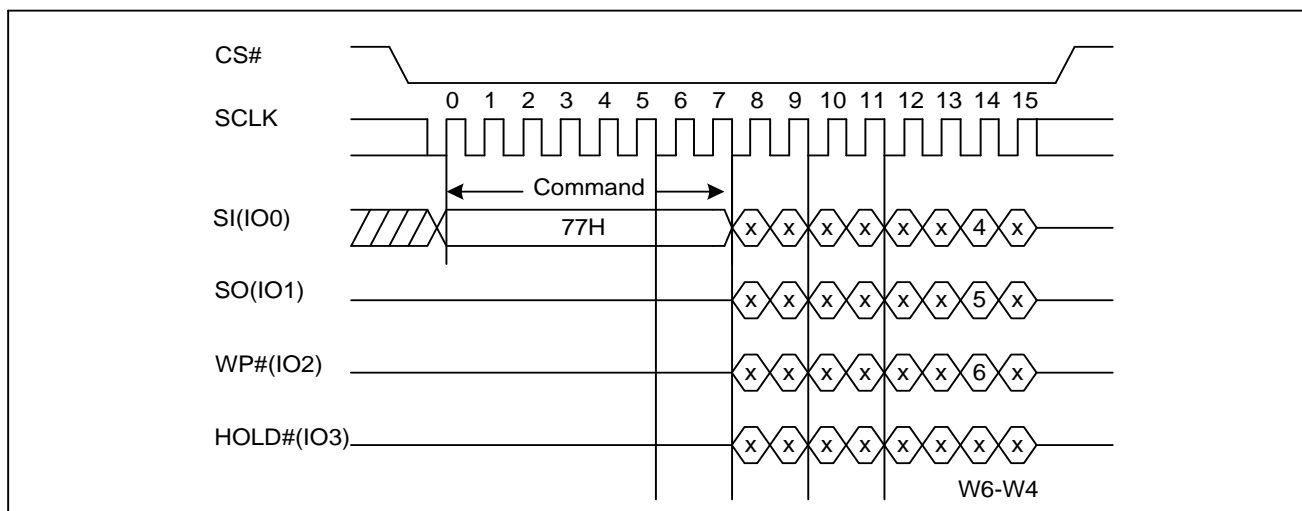 CS#
0 1 2 3 4 5 6 7 8 9 10 11 12 13 14 15
SCLK
Command
SI(IO0) 77H x x x x x x 4 x
SO(IO1) x x x x x x 5 x
WP#(IO2) x x x x x x 6 x
HOLD#(IO3) x x x x x x x x
W6-W4